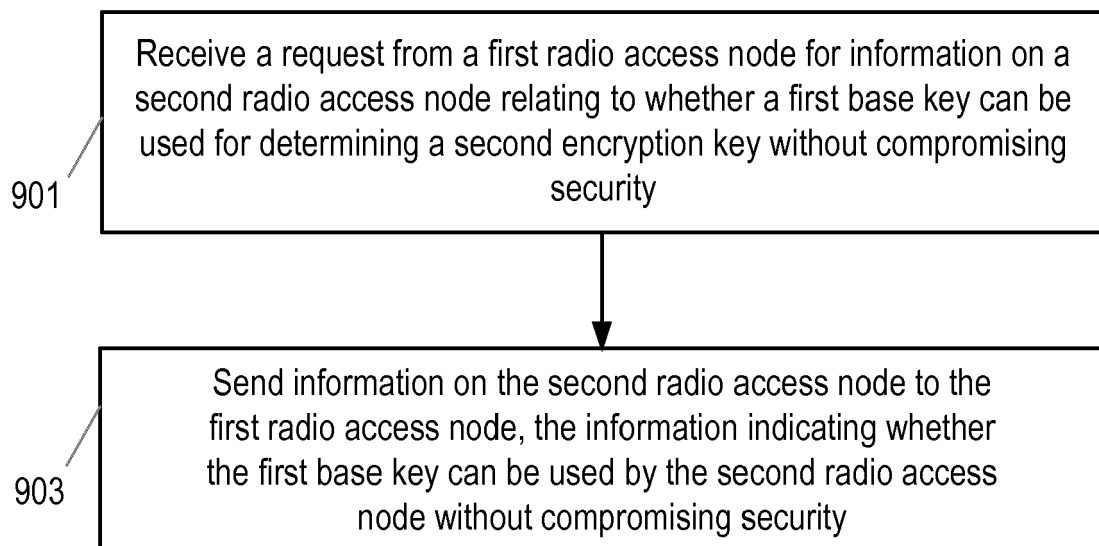 Receive a request from a first radio access node for information on a
second radio access node relating to whether a first base key can be
used for determining a second encryption key without compromising
security
901
Send information on the second radio access node to the
first radio access node, the information indicating whether
the first base key can be used by the second radio access
node without compromising security
903